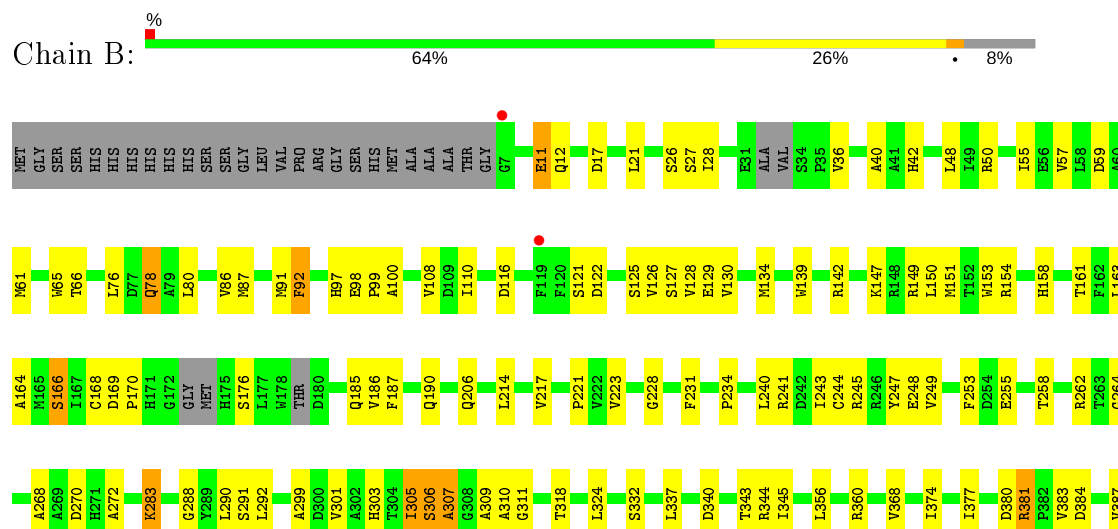 %
Chain B:
64% 26% • 8%
MET GLY SER SER HIS HIS HIS HIS HIS HIS SER SER GLY LEU VAL PRO ARG GLY SER HIS MET ALA ALA ALA THR GLY G7 E11 Q12 D17 L21 S26 S27 I28 E31 ALA VAL S34 P35 V36 A40 A41 H42 L48 I49 R50 I55 E56 V57 L58 D59 A60
M61 W65 T66 L76 D77 Q78 A79 L80 V86 M87 M91 F92 H97 E98 P99 A100 V108 D109 I110 D116 F119 F120 S121 D122 S125 V126 S127 V128 E129 V130 M134 W139 R142 K147 R148 R149 L150 M151 T152 W153 R154 H158 T161 F162 L163
A164 M165 S166 I167 C168 D169 P170 H171 G172 GLY MET H175 S176 L177 W178 THR D180 Q185 V186 F187 Q190 Q206 L214 V217 P221 V222 V223 G228 F231 P234 L240 R241 D242 I243 C244 R245 R246 Y247 E248 V249 F253 D254 E255 T258 R262 T263 G264
A268 A269 D270 H271 A272 K283 G288 Y289 L290 S291 L292 A299 D300 V301 A302 H303 T304 I305 S306 A307 G308 A309 A310 G311 T318 L324 S332 L337 D340 T343 R344 I345 L356 R360 V368 I374 I377 D380 R381 P382 V383 D384 L387